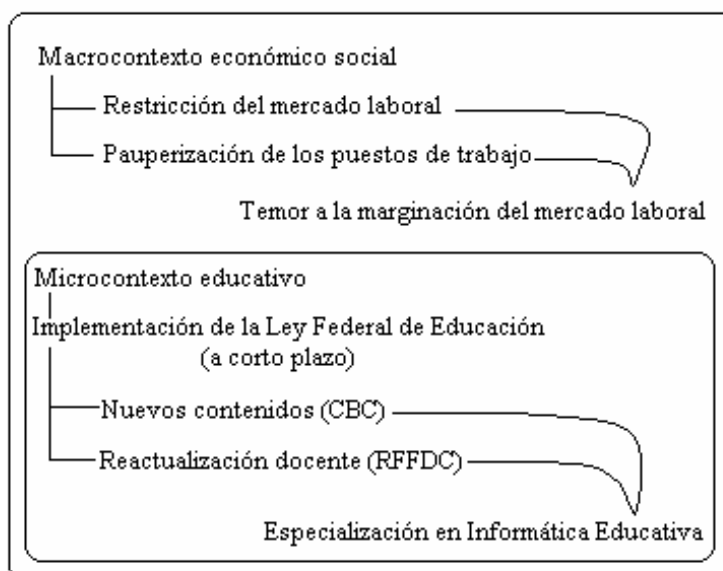 Macrocontexto económico social
Restricción del mercado laboral
Pauperización de los puestos de trabajo
Temor a la marginación del mercado laboral
Microcontexto educativo
Implementación de la Ley Federal de Educación
(a corto plazo)
Nuevos contenidos (CBC)
Reactualización docente (RFFDC)
Especialización en Informática Educativa